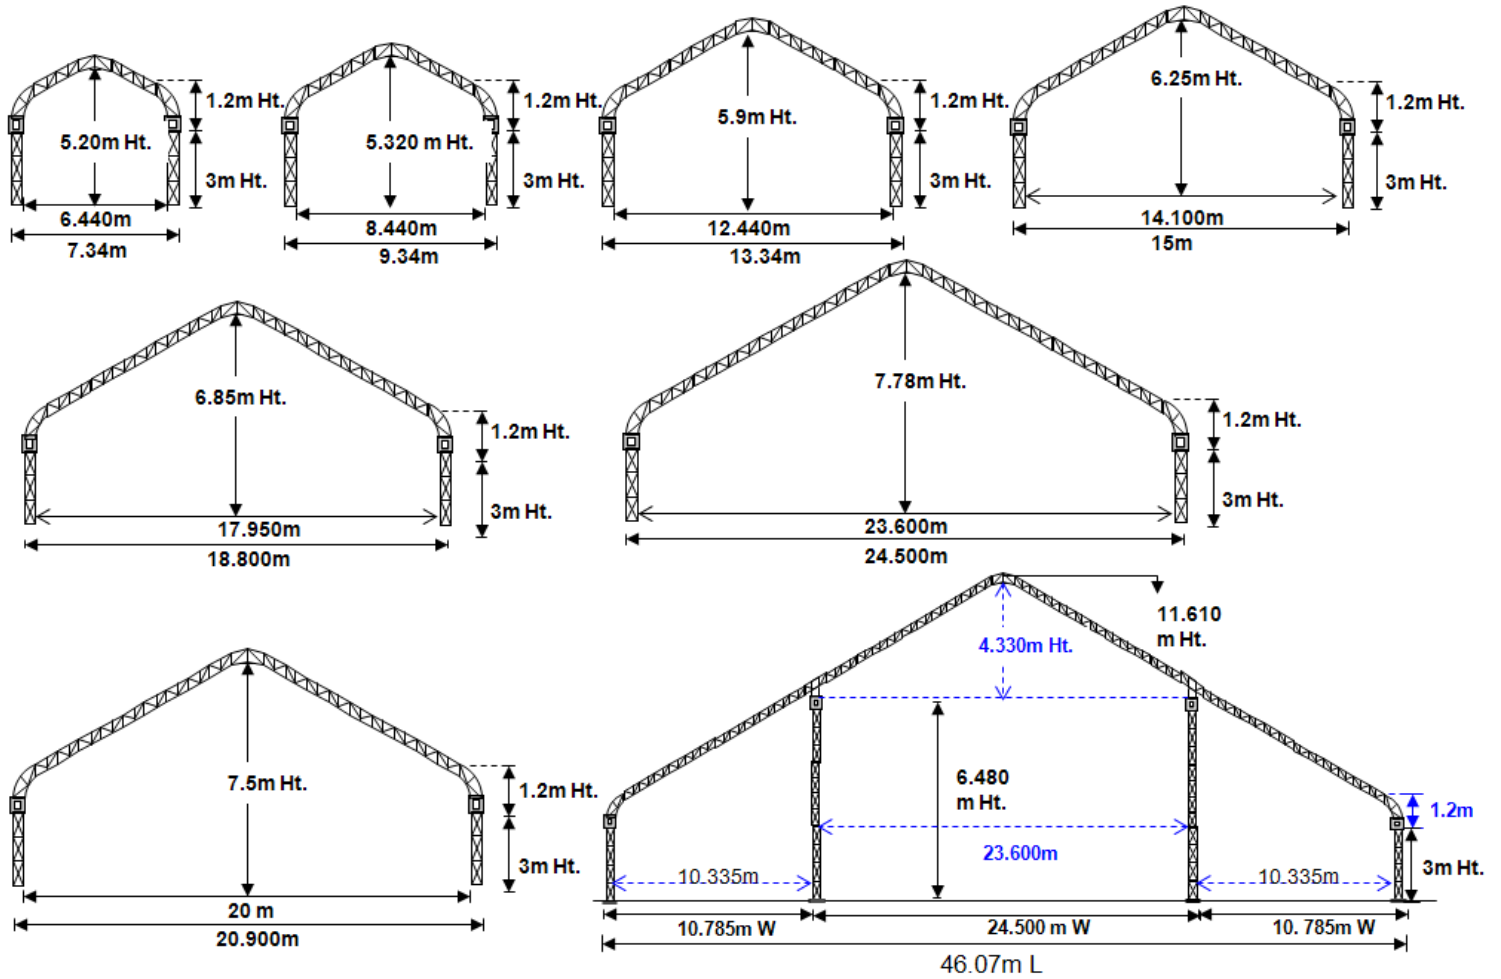 1.2m Ht.
5.20m Ht.
3m Ht.
6.440m
7.34m
1.2m Ht.
5.320 m Ht.
3m Ht.
8.440m
9.34m
1.2m Ht.
5.9m Ht.
3m Ht.
12.440m
13.34m
6.25m Ht.
1.2m Ht.
3m Ht.
14.100m
15m
6.85m Ht.
1.2m Ht.
3m Ht.
17.950m
18.800m
7.78m Ht.
1.2m Ht.
3m Ht.
23.600m
24.500m
7.5m Ht.
1.2m Ht.
3m Ht.
20 m
20.900m
11.610
m Ht.
4.330m Ht.
6.480
m Ht.
1.2m
23.600m
3m Ht.
10.335m
10.335m
10.785m W
24.500 m W
10. 785m W
46.07m L